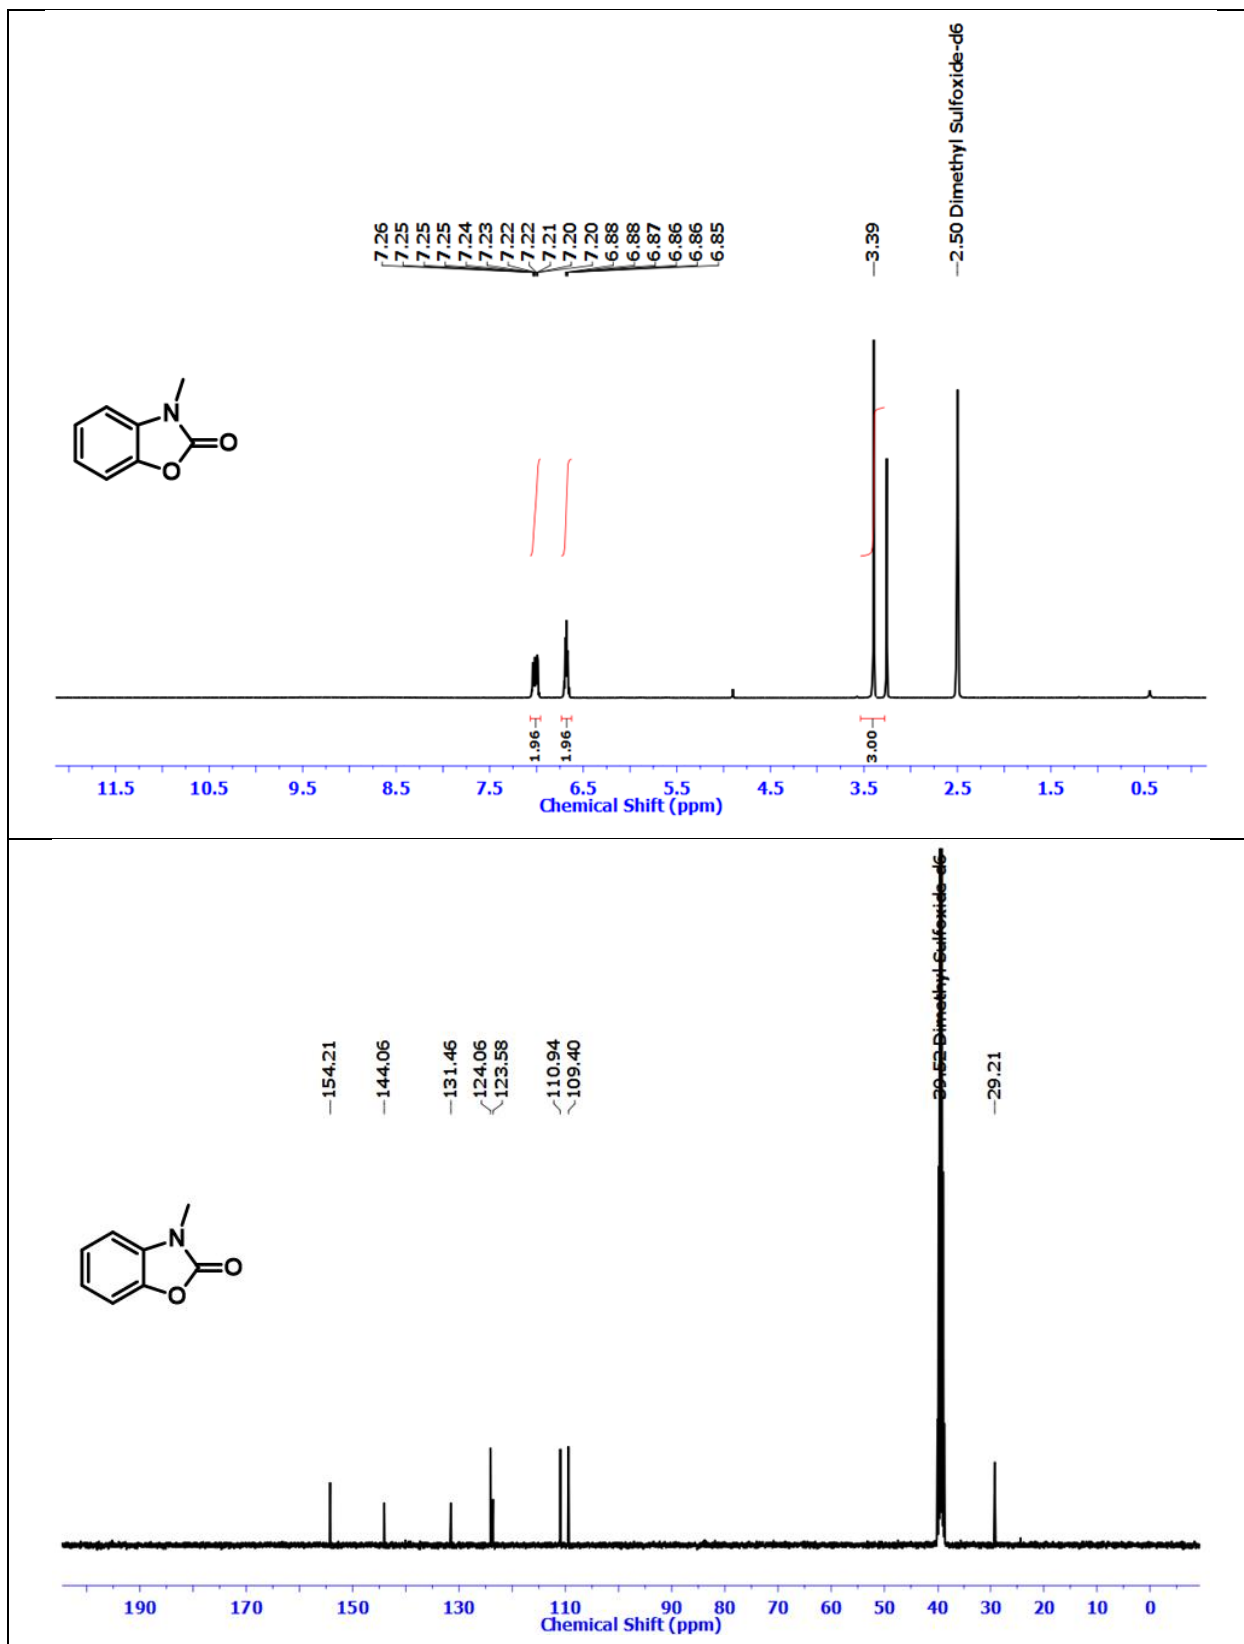 7.26
7.25
7.25
7.25
7.24
7.23
7.22
7.22
7.21
7.20
7.20
6.88
6.88
6.87
6.86
6.86
6.85
3.39
2.50 Dimethyl Sulfoxide-d6
N
O
O
1.96
1.96
3.00
11.5 10.5 9.5 8.5 7.5 6.5 5.5 4.5 3.5 2.5 1.5 0.5
Chemical Shift (ppm)
154.21
144.06
131.46
124.06
123.58
110.94
109.40
39.52 Dimethyl Sulfoxide-d6
29.21
N
O
O
190 170 150 130 110 90 80 70 60 50 40 30 20 10 0
Chemical Shift (ppm)